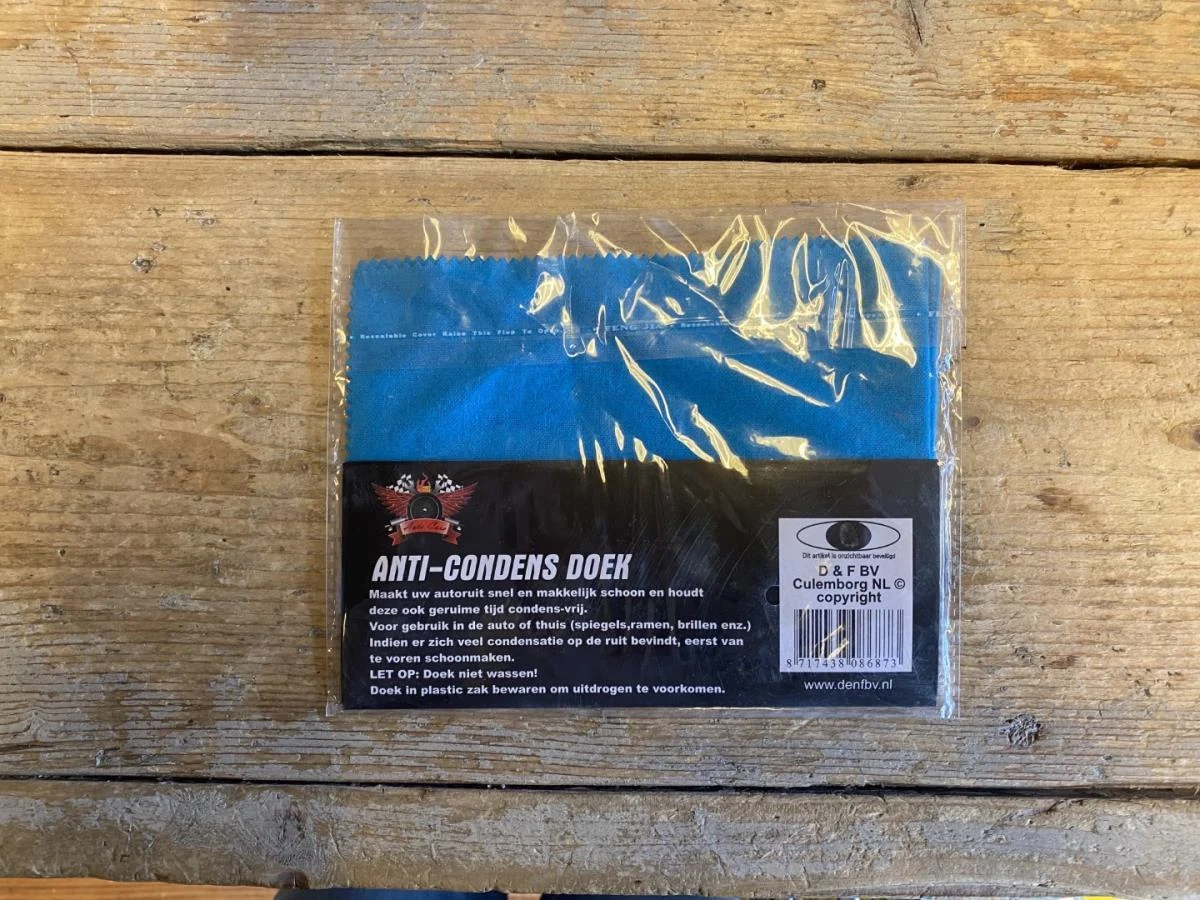 Resealable Cover Raise This Flap To Open
FENG
Resealable
Auto Care
ANTI-CONDENS DOEK
Maakt uw autoruit snel en makkelijk schoon en houdt
deze ook geruime tijd condens-vrij.
Voor gebruik in de auto of thuis (spiegels,ramen, brillen enz.)
Indien er zich veel condensatie op de ruit bevindt, eerst van
te voren schoonmaken.
LET OP: Doek niet wassen!
Doek in plastic zak bewaren om uitdrogen te voorkomen.
Dit artikel is onzichtbaar beveiligd
D & F BV
Culemborg NL ©
copyright
8 717438 086873
www.denfbv.nl